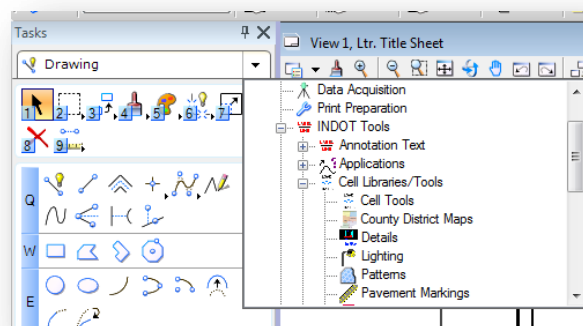 Tasks
View 1, Ltr. Title Sheet
Drawing
Data Acquisition
Print Preparation
INDOT Tools
Annotation Text
Applications
Cell Libraries/Tools
Cell Tools
County District Maps
Details
Lighting
Patterns
Pavement Markings
1 2 3 4 5 6 7
8 9
Q
W
E